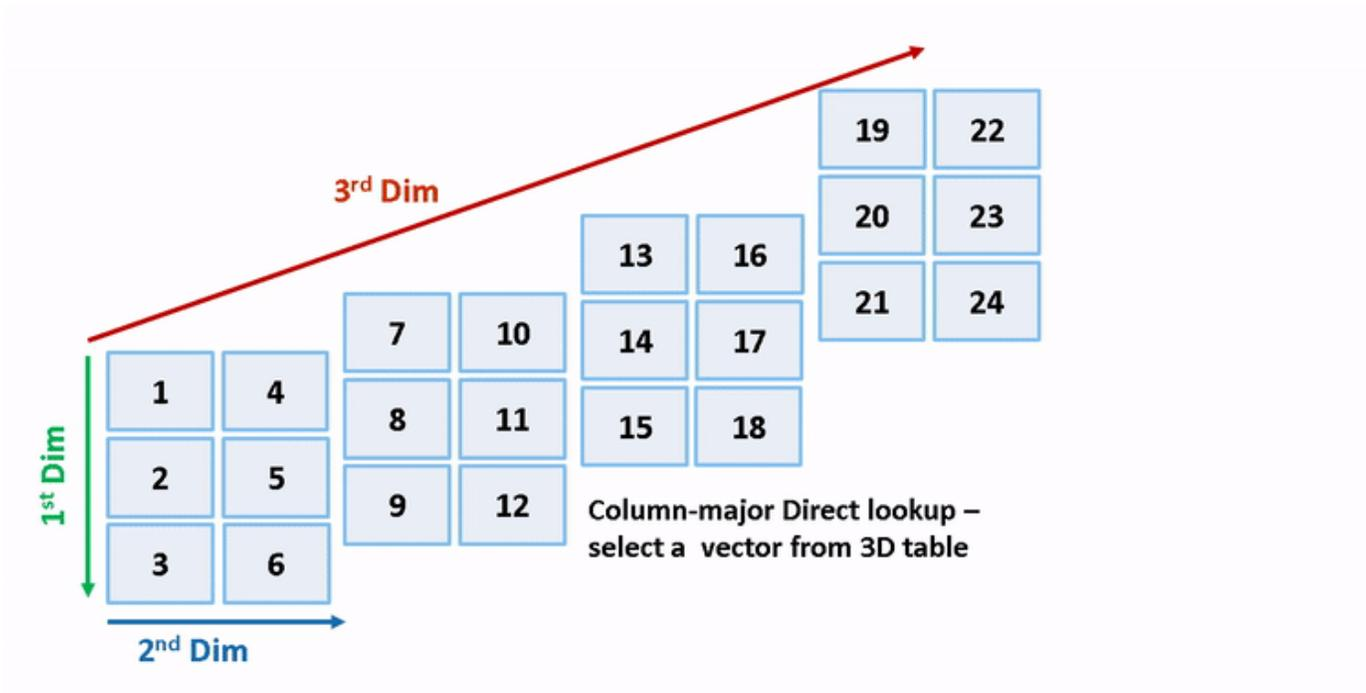 3rd Dim
19 22
20 23
21 24
13 16
14 17
15 18
7 10
8 11
9 12
1 4
2 5
3 6
1st Dim
2nd Dim
Column-major Direct lookup –
select a vector from 3D table